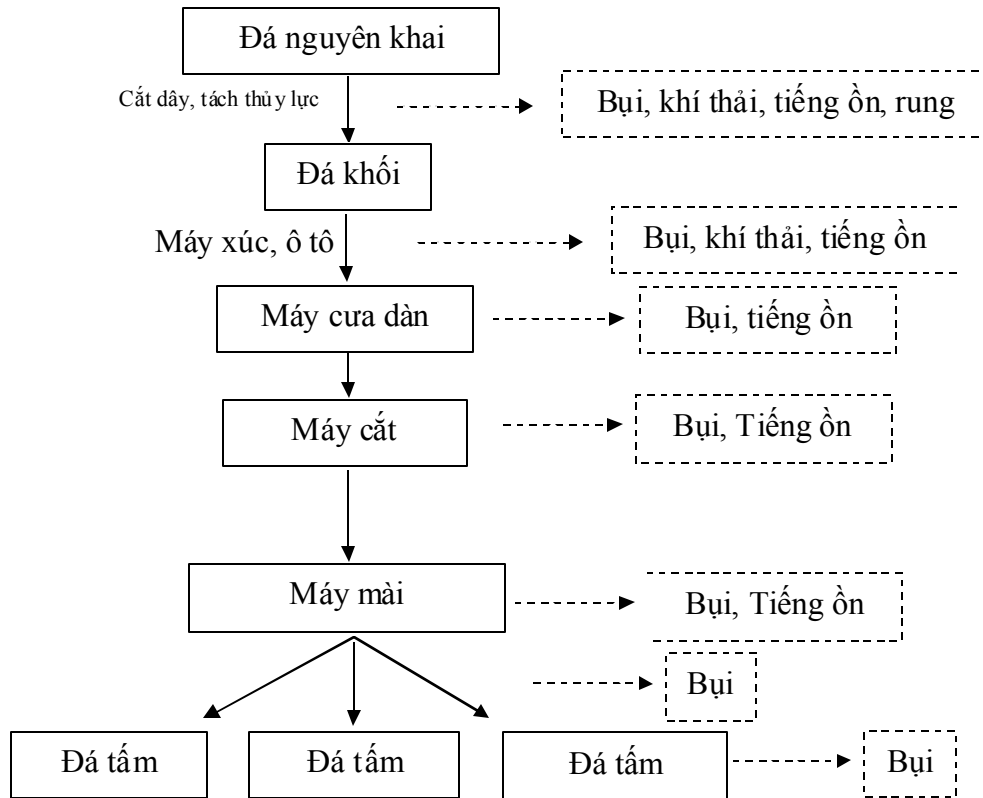 Đá nguyên khai
Cắt dây, tách thủy lực
Bụi, khí thải, tiếng ồn, rung
Đá khối
Máy xúc, ô tô
Bụi, khí thải, tiếng ồn
Máy cưa dàn
Bụi, tiếng ồn
Máy cắt
Bụi, Tiếng ồn
Máy mài
Bụi, Tiếng ồn
Bụi
Đá tấm
Đá tấm
Đá tấm
Bụi